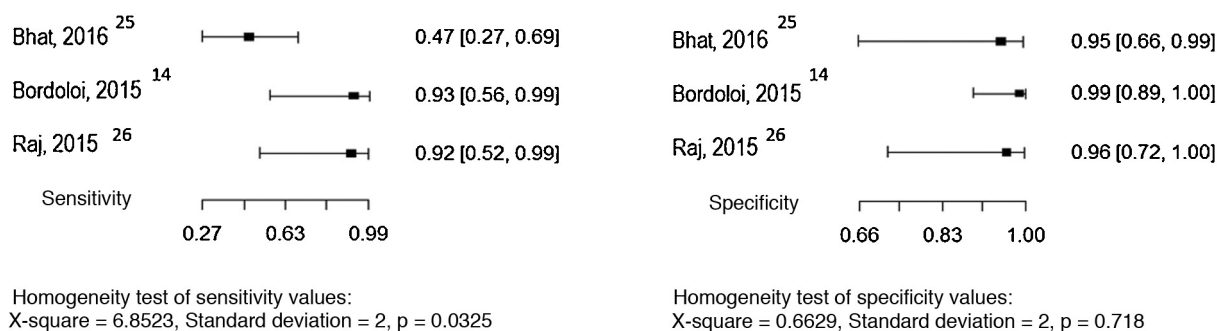 Bhat, 2016 25
0.47 [0.27, 0.69]
Bordoloi, 2015 14
0.93 [0.56, 0.99]
Raj, 2015 26
0.92 [0.52, 0.99]
Sensitivity
0.27 0.63 0.99
Homogeneity test of sensitivity values:
X-square = 6.8523, Standard deviation = 2, p = 0.0325
Bhat, 2016 25
0.95 [0.66, 0.99]
Bordoloi, 2015 14
0.99 [0.89, 1.00]
Raj, 2015 26
0.96 [0.72, 1.00]
Specificity
0.66 0.83 1.00
Homogeneity test of specificity values:
X-square = 0.6629, Standard deviation = 2, p = 0.718